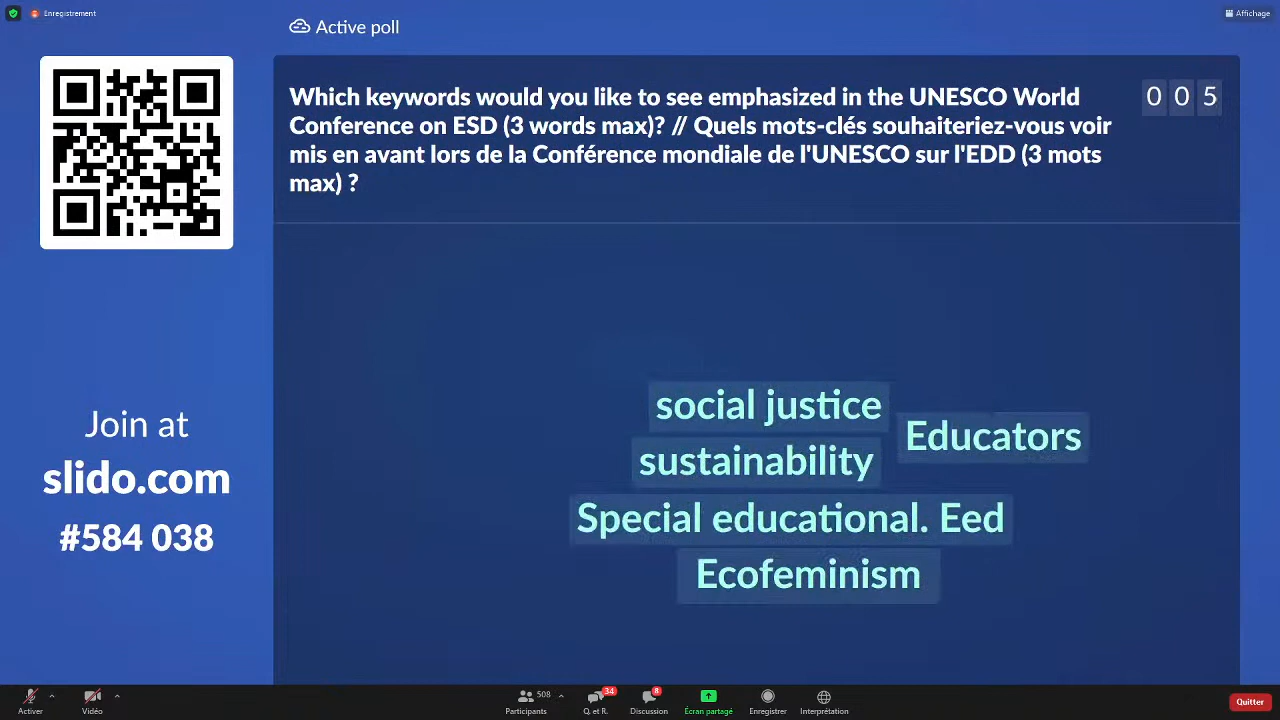 Enregistrement
Affichage
Active poll
Which keywords would you like to see emphasized in the UNESCO World
Conference on ESD (3 words max)? // Quels mots-clés souhaiteriez-vous voir
mis en avant lors de la Conférence mondiale de l'UNESCO sur l'EDD (3 mots
max) ?
0 0 5
social justice
Educators
sustainability
Special educational. Eed
Ecofeminism
Join at
slido.com
#584 038
Activer
Vidéo
508
Participants
34
Q. et R.
8
Discussion
Écran partagé
Enregistrer
Interprétation
Quitter